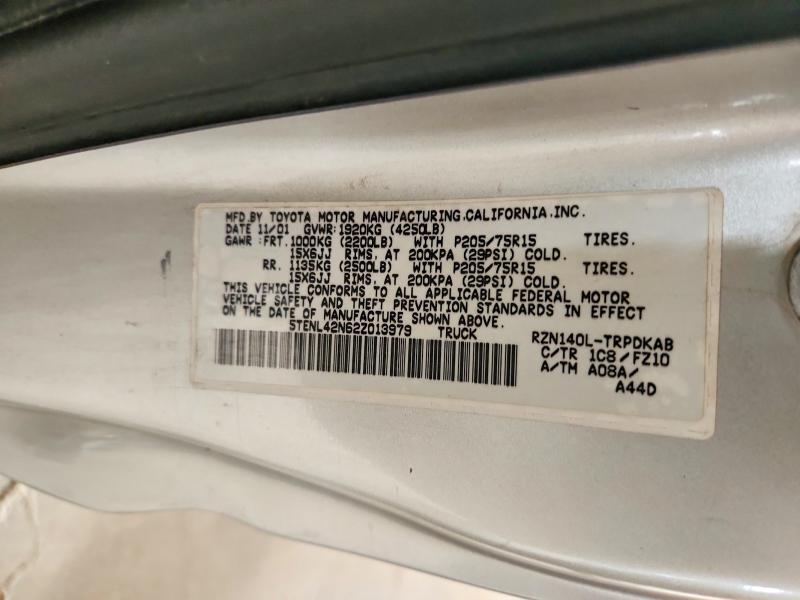 MFD.BY TOYOTA MOTOR MANUFACTURING,CALIFORNIA,INC.
DATE 11/01 GVWR:1920KG (4250LB)
GAWR:FRT.1000KG (2200LB) WITH P205/75R15 TIRES.
15X6JJ RIMS, AT 200KPA (29PSI) COLD.
RR. 1135KG (2500LB) WITH P205/75R15 TIRES.
15X6JJ RIMS, AT 200KPA (29PSI) COLD.
THIS VEHICLE CONFORMS TO ALL APPLICABLE FEDERAL MOTOR
VEHICLE SAFETY AND THEFT PREVENTION STANDARDS IN EFFECT
ON THE DATE OF MANUFACTURE SHOWN ABOVE.
5TENL42N62Z013979 TRUCK RZN140L-TRPDKAB
C/TR 1C8/FZ10
A/TM A08A/
A44D